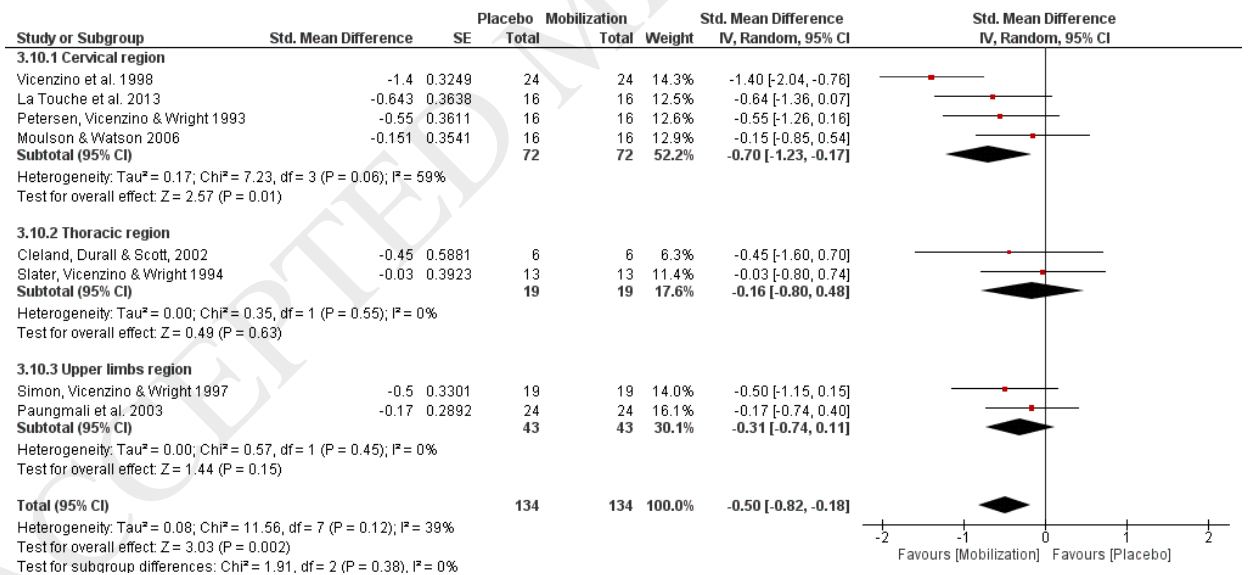 Placebo Mobilization Std. Mean Difference Std. Mean Difference
Study or Subgroup Std. Mean Difference SE Total Total Weight IV, Random, 95% CI IV, Random, 95% CI
3.10.1 Cervical region
Vicenzino et al. 1998 -1.4 0.3249 24 24 14.3% -1.40 [-2.04, -0.76]
La Touche et al. 2013 -0.643 0.3638 16 16 12.5% -0.64 [-1.36, 0.07]
Petersen, Vicenzino & Wright 1993 -0.55 0.3611 16 16 12.6% -0.55 [-1.26, 0.16]
Moulson & Watson 2006 -0.151 0.3541 16 16 12.9% -0.15 [-0.85, 0.54]
Subtotal (95% CI) 72 72 52.2% -0.70 [-1.23, -0.17]
Heterogeneity: Tau² = 0.17; Chi² = 7.23, df = 3 (P = 0.06); I² = 59%
Test for overall effect: Z = 2.57 (P = 0.01)
3.10.2 Thoracic region
Cleland, Durall & Scott, 2002 -0.45 0.5881 6 6 6.3% -0.45 [-1.60, 0.70]
Slater, Vicenzino & Wright 1994 -0.03 0.3923 13 13 11.4% -0.03 [-0.80, 0.74]
Subtotal (95% CI) 19 19 17.6% -0.16 [-0.80, 0.48]
Heterogeneity: Tau² = 0.00; Chi² = 0.35, df = 1 (P = 0.55); I² = 0%
Test for overall effect: Z = 0.49 (P = 0.63)
3.10.3 Upper limbs region
Simon, Vicenzino & Wright 1997 -0.5 0.3301 19 19 14.0% -0.50 [-1.15, 0.15]
Paungmali et al. 2003 -0.17 0.2892 24 24 16.1% -0.17 [-0.74, 0.40]
Subtotal (95% CI) 43 43 30.1% -0.31 [-0.74, 0.11]
Heterogeneity: Tau² = 0.00; Chi² = 0.57, df = 1 (P = 0.45); I² = 0%
Test for overall effect: Z = 1.44 (P = 0.15)
Total (95% CI) 134 134 100.0% -0.50 [-0.82, -0.18]
Heterogeneity: Tau² = 0.08; Chi² = 11.56, df = 7 (P = 0.12); I² = 39%
Test for overall effect: Z = 3.03 (P = 0.002)
Test for subgroup differences: Chi² = 1.91, df = 2 (P = 0.38), I² = 0%
-2 -1 0 1 2
Favours [Mobilization] Favours [Placebo]
ACCEPTED M